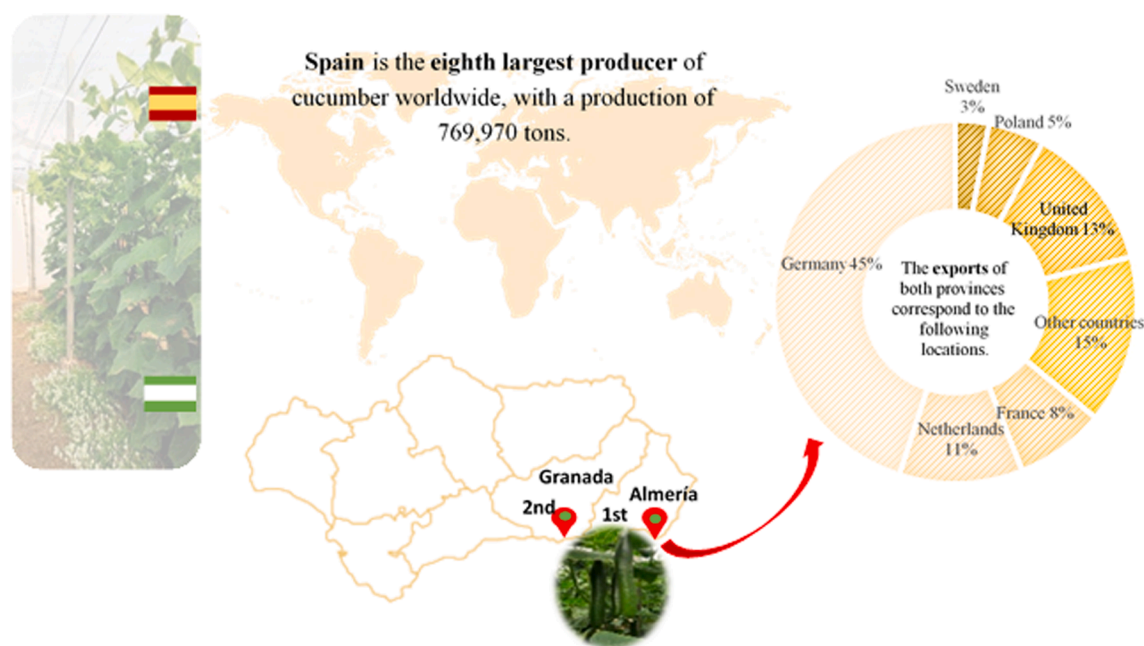 Spain is the eighth largest producer of
cucumber worldwide, with a production of
769,970 tons.
Sweden
3%
Poland 5%
United
Kingdom 13%
Germany 45%
The exports of
both provinces
correspond to the
following
locations.
Other countries
15%
France 8%
Netherlands
11%
Granada
2nd
Almería
1st